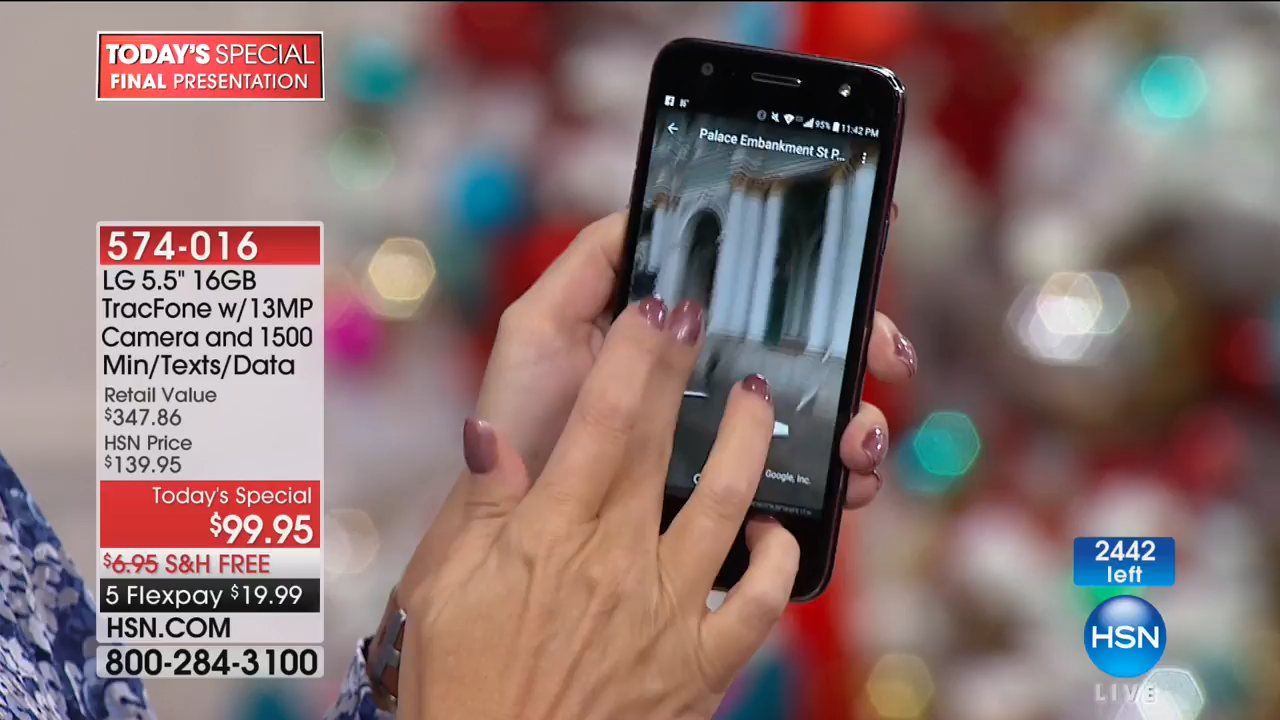 TODAY'S SPECIAL
FINAL PRESENTATION
574-016
LG 5.5" 16GB
TracFone w/13MP
Camera and 1500
Min/Texts/Data
Retail Value
$347.86
HSN Price
$139.95
Today's Special
$99.95
$6.95 S&H FREE
5 Flexpay $19.99
HSN.COM
800-284-3100
95% 11:42 PM
Palace Embankment St P...
Google, Inc.
2442
left
HSN
LIVE